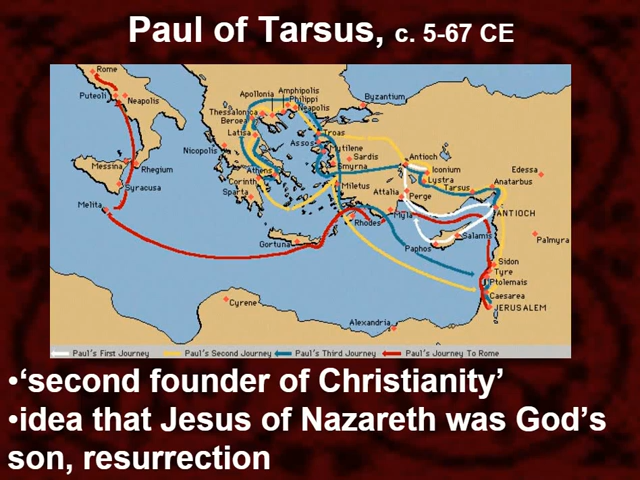 Paul of Tarsus, c. 5-67 CE
Rome
Puteoli
Neapolis
Apollonia
Amphipolis
Philippi
Neapolis
Byzantium
Thessalonica
Beroea
Latisa
Troas
Assos
Mytilene
Sardis
Smyrna
Antioch
Iconium
Lystra
Edessa
Nicopolis
Athens
Corinth
Sparta
Miletus
Attalia
Perge
Tarsus
Anatarbus
Messina
Rhegium
Syracusa
Melita
Rhodes
Myla
ANTIOCH
Gortuna
Salamis
Paphos
Palmyra
Sidon
Tyre
Ptolemais
Caesarea
JERUSALEM
Cyrene
Alexandria
Paul's First Journey Paul's Second Journey Paul's Third Journey Paul's Journey To Rome
•‘second founder of Christianity’
•idea that Jesus of Nazareth was God’s
son, resurrection